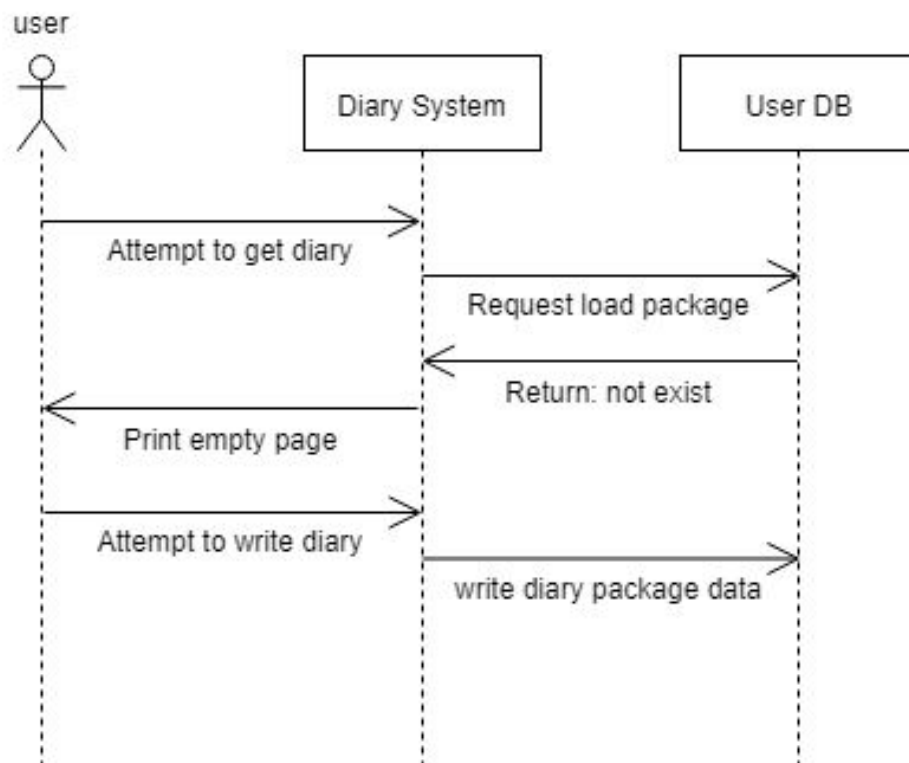 user
Diary System
User DB
Attempt to get diary
Request load package
Return: not exist
Print empty page
Attempt to write diary
write diary package data